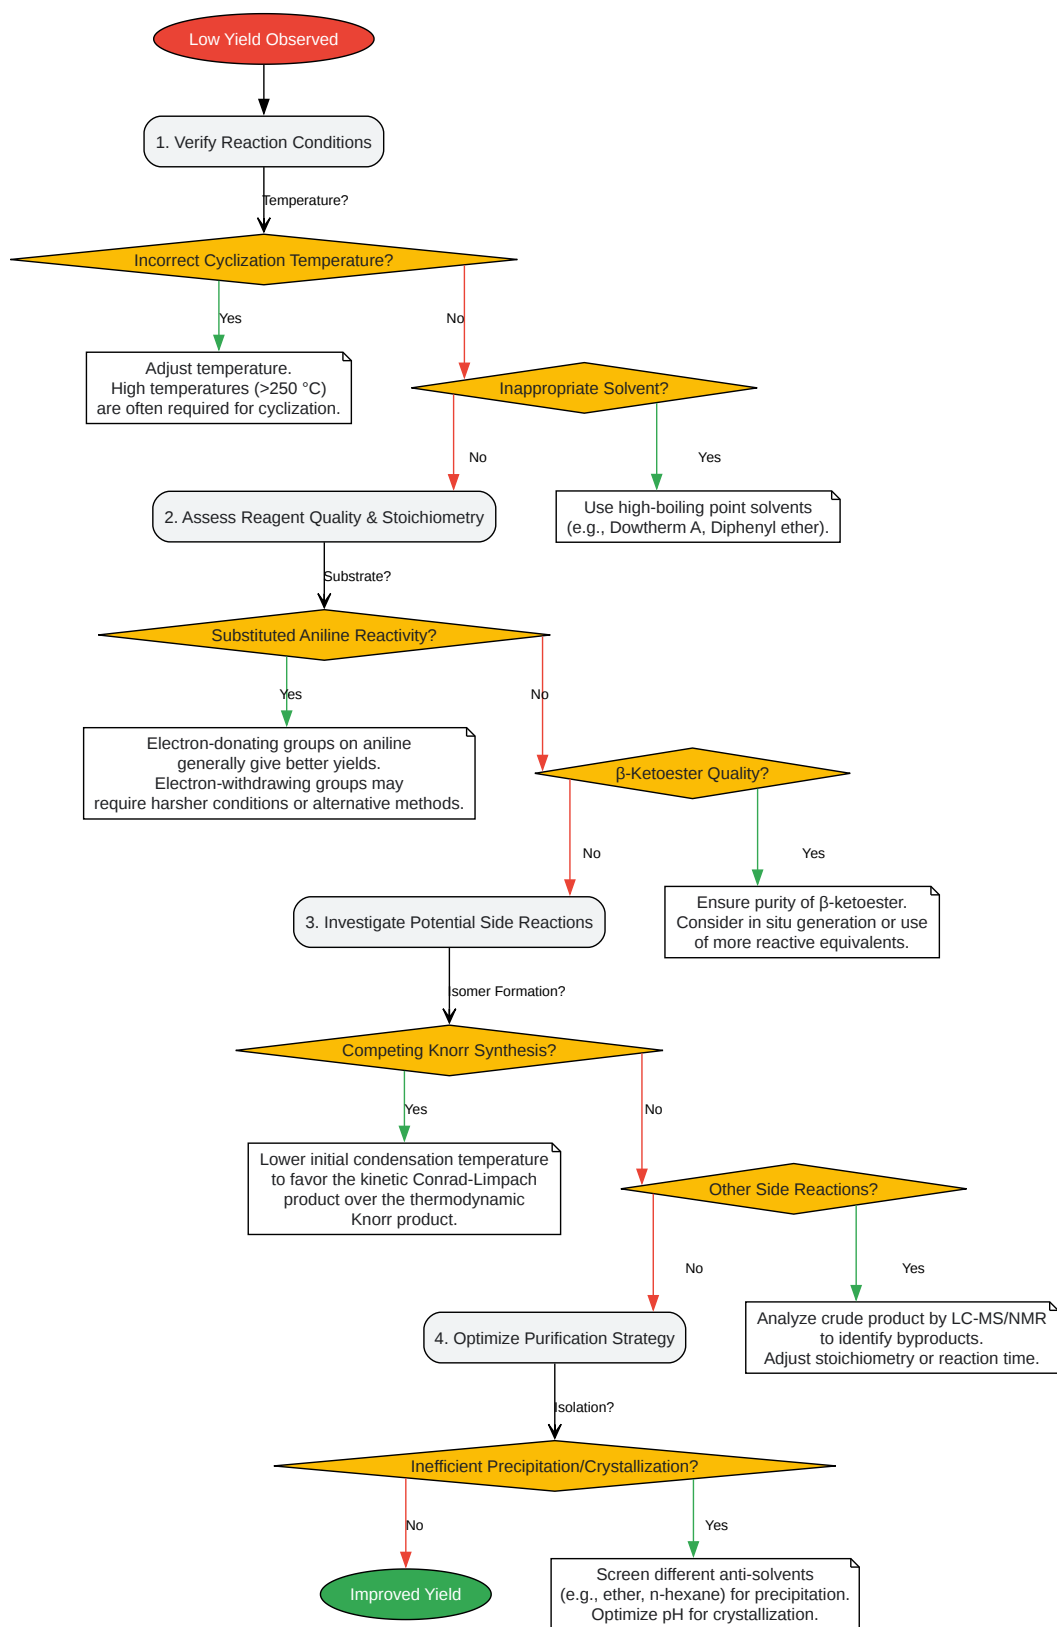 Low Yield Observed
1. Verify Reaction Conditions
Temperature?
Incorrect Cyclization Temperature?
Yes
No
Adjust temperature.
High temperatures (>250 °C)
are often required for cyclization.
Inappropriate Solvent?
No
Yes
2. Assess Reagent Quality & Stoichiometry
Use high-boiling point solvents
(e.g., Dowtherm A, Diphenyl ether).
Substrate?
Substituted Aniline Reactivity?
Yes
No
Electron-donating groups on aniline
generally give better yields.
Electron-withdrawing groups may
require harsher conditions or alternative methods.
β-Ketoester Quality?
No
Yes
3. Investigate Potential Side Reactions
Ensure purity of β-ketoester.
Consider in situ generation or use
of more reactive equivalents.
Isomer Formation?
Competing Knorr Synthesis?
Yes
No
Lower initial condensation temperature
to favor the kinetic Conrad-Limpach
product over the thermodynamic
Knorr product.
Other Side Reactions?
No
Yes
4. Optimize Purification Strategy
Analyze crude product by LC-MS/NMR
to identify byproducts.
Adjust stoichiometry or reaction time.
Isolation?
Inefficient Precipitation/Crystallization?
No
Yes
Improved Yield
Screen different anti-solvents
(e.g., ether, n-hexane) for precipitation.
Optimize pH for crystallization.